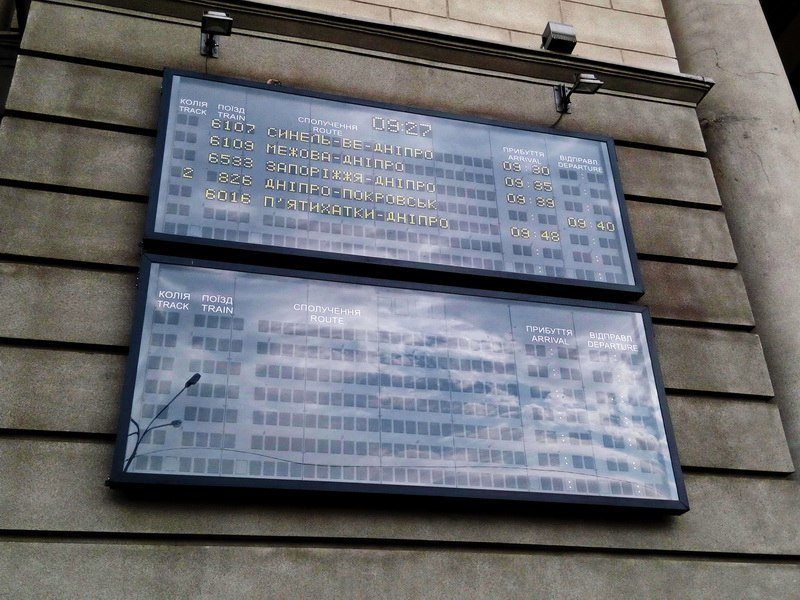 КОЛІЯ ПОЇЗД СПОЛУЧЕННЯ 09:27 ПРИБУТТЯ ВІДПРАВЛ.
TRACK TRAIN ROUTE ARRIVAL DEPARTURE
6107 СИНЕЛЬ-ВЕ-ДНІПРО 09:30
6109 МЕЖОВА-ДНІПРО 09:35
6533 ЗАПОРІЖЖЯ-ДНІПРО 09:39
2 826 ДНІПРО-ПОКРОВСЬК 09:40
6016 П'ЯТИХАТКИ-ДНІПРО 09:48
КОЛІЯ ПОЇЗД СПОЛУЧЕННЯ ПРИБУТТЯ ВІДПРАВЛ.
TRACK TRAIN ROUTE ARRIVAL DEPARTURE